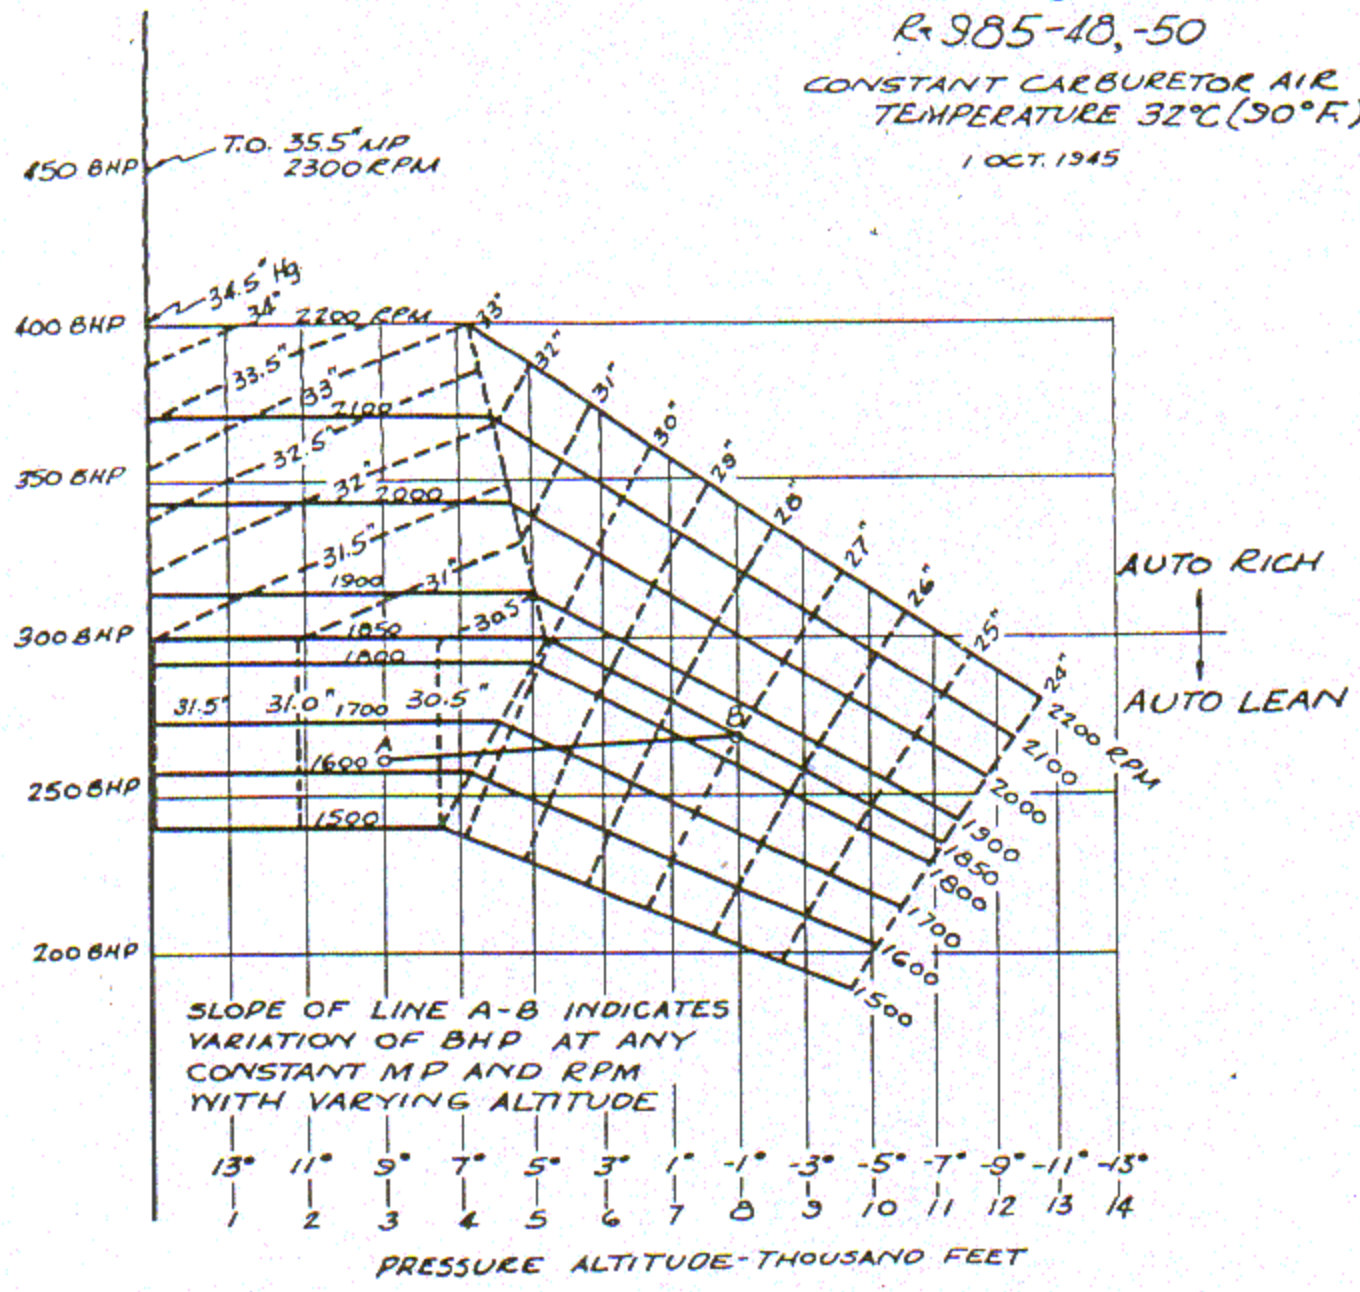 R-985-48, -50
CONSTANT CARBURETOR AIR
TEMPERATURE 32°C (90°F.)
1 OCT. 1945
T.O. 35.5" MP
2300 RPM
450 BHP
34.5" Hg.
34"
400 BHP
2200 RPM
33"
32"
33.5"
33"
31"
2100
30"
32.5"
29"
350 BHP
32"
2000
28"
31.5"
27"
AUTO RICH
1900
31"
26"
30.5
25"
300 BHP
1850
1800
24"
31.5"
31.0"
1700
30.5"
AUTO LEAN
B
2200 RPM
A
1600
2100
250 BHP
2000
1500
1900
1850
1800
1700
200 BHP
1600
1500
SLOPE OF LINE A-B INDICATES
VARIATION OF BHP AT ANY
CONSTANT MP AND RPM
WITH VARYING ALTITUDE
13° 11° 9° 7° 5° 3° 1° -1° -3° -5° -7° -9° -11° -13°
1 2 3 4 5 6 7 8 9 10 11 12 13 14
PRESSURE ALTITUDE-THOUSAND FEET